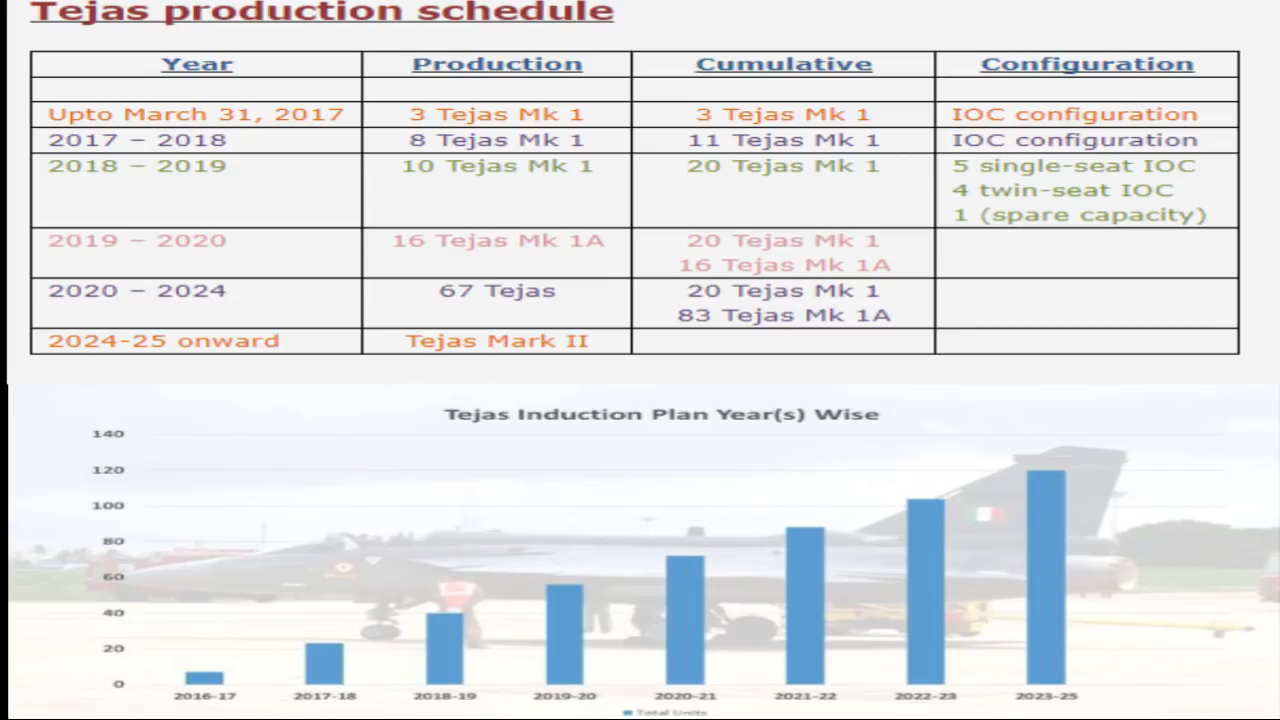 Tejas production schedule
Year Production Cumulative Configuration
Upto March 31, 2017 3 Tejas Mk 1 3 Tejas Mk 1 IOC configuration
2017 – 2018 8 Tejas Mk 1 11 Tejas Mk 1 IOC configuration
2018 – 2019 10 Tejas Mk 1 20 Tejas Mk 1 5 single-seat IOC
4 twin-seat IOC
1 (spare capacity)
2019 – 2020 16 Tejas Mk 1A 20 Tejas Mk 1
16 Tejas Mk 1A
2020 – 2024 67 Tejas 20 Tejas Mk 1
83 Tejas Mk 1A
2024-25 onward Tejas Mark II
Tejas Induction Plan Year(s) Wise
140
120
100
80
60
40
20
0
2016-17 2017-18 2018-19 2019-20 2020-21 2021-22 2022-23 2023-25
Total Units